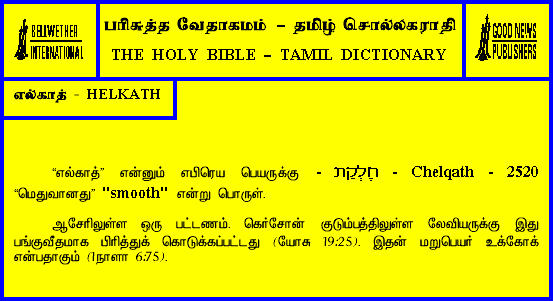 BELLWETHER
INTERNATIONAL
பரிசுத்த வேதாகமம் – தமிழ் சொல்லகராதி
THE HOLY BIBLE – TAMIL DICTIONARY
GOOD NEWS
PUBLISHERS
எல்காத் - HELKATH
“எல்காத்” என்னும் எபிரெய பெயருக்கு - חֶלְקַת - Chelqath - 2520
“மெதுவானது” "smooth" என்று பொருள்.
ஆசேரிலுள்ள ஒரு பட்டணம். கெர்சோன் குடும்பத்திலுள்ள லேவியருக்கு இது
பங்குவீதமாக பிரித்துக் கொடுக்கப்பட்டது (யோசு 19:25). இதன் மறுபெயர் உக்கோக்
என்பதாகும் (1நாளா 6:75).